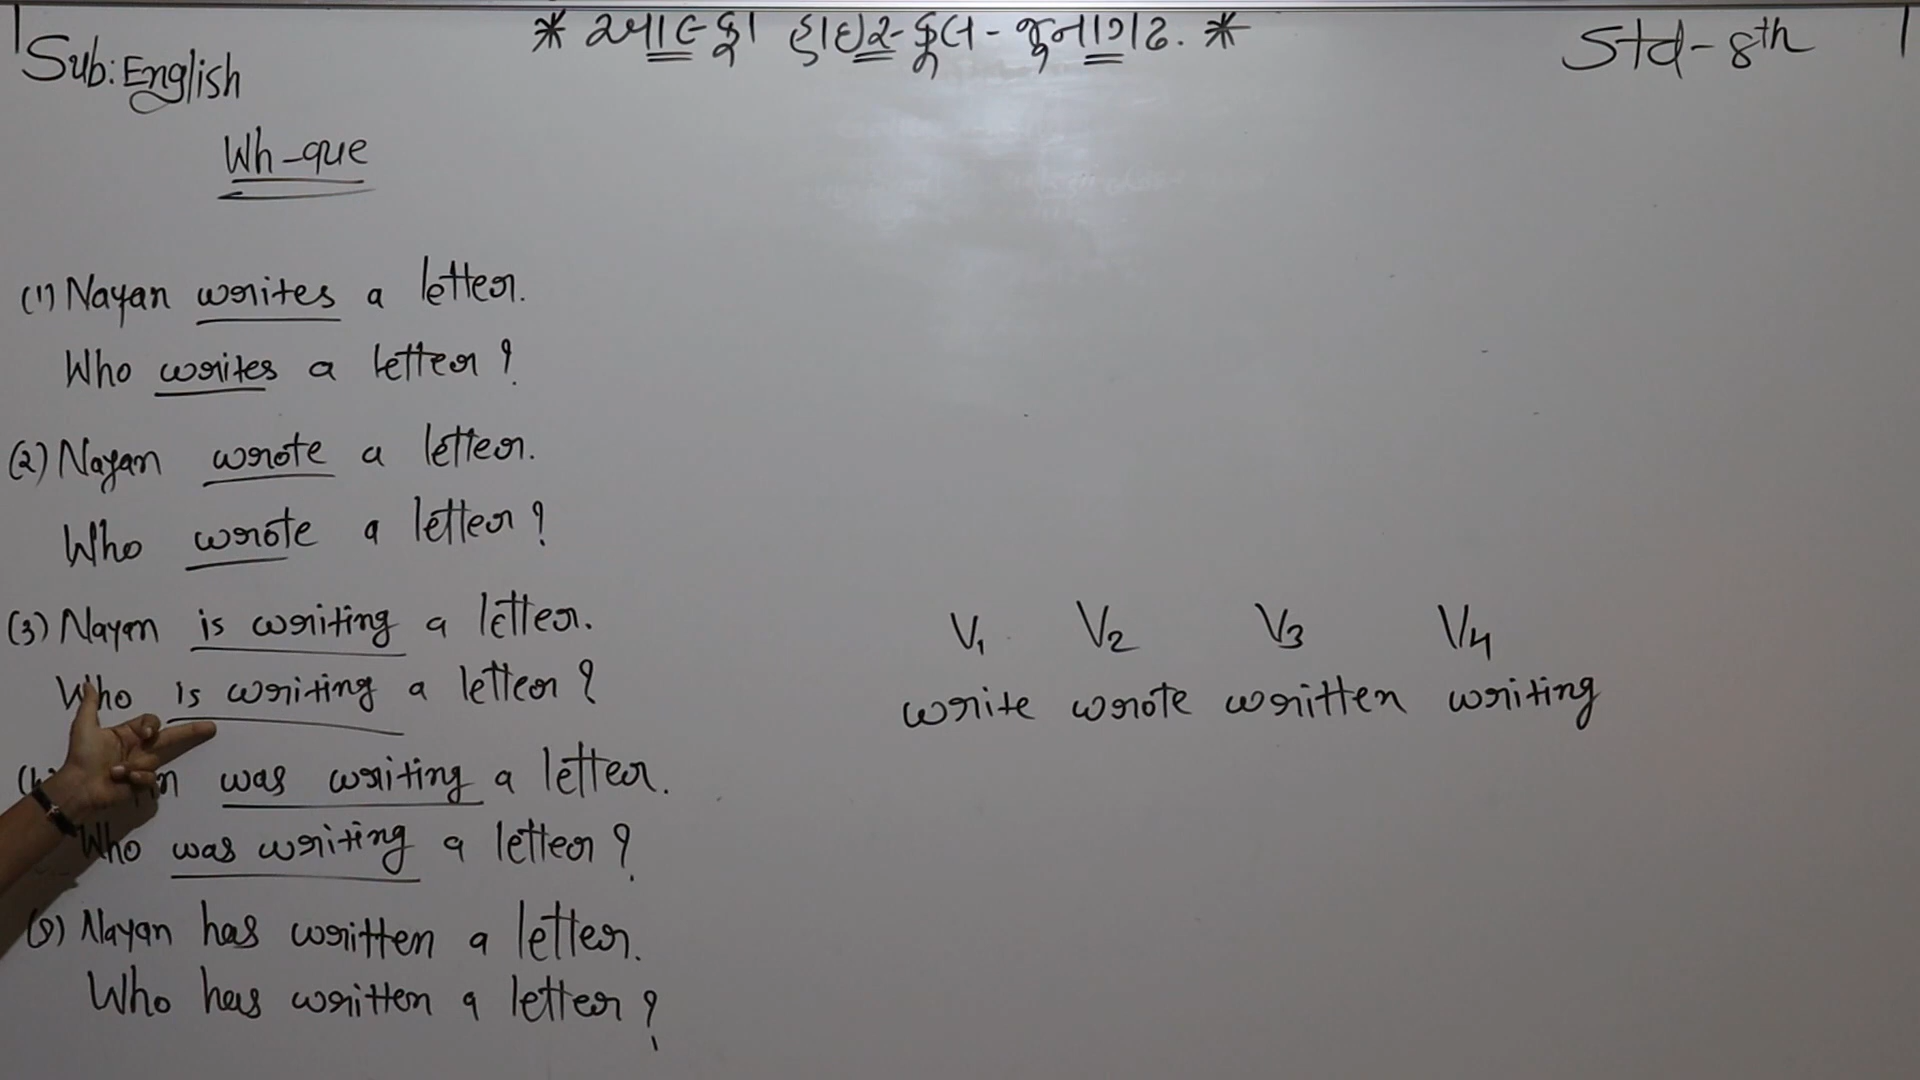 Sub: English
* આલ્ફા હાઇસ્કૂલ - જૂનાગઢ. *
Std - 8th
Wh-que
(1) Nayan writes a letter.
Who writes a letter?
(2) Nayan wrote a letter.
Who wrote a letter?
(3) Nayan is writing a letter.
Who is writing a letter?
was writing a letter.
Who was writing a letter?
(5) Nayan has written a letter.
Who has written a letter?
V1 V2 V3 V4
write wrote written writing